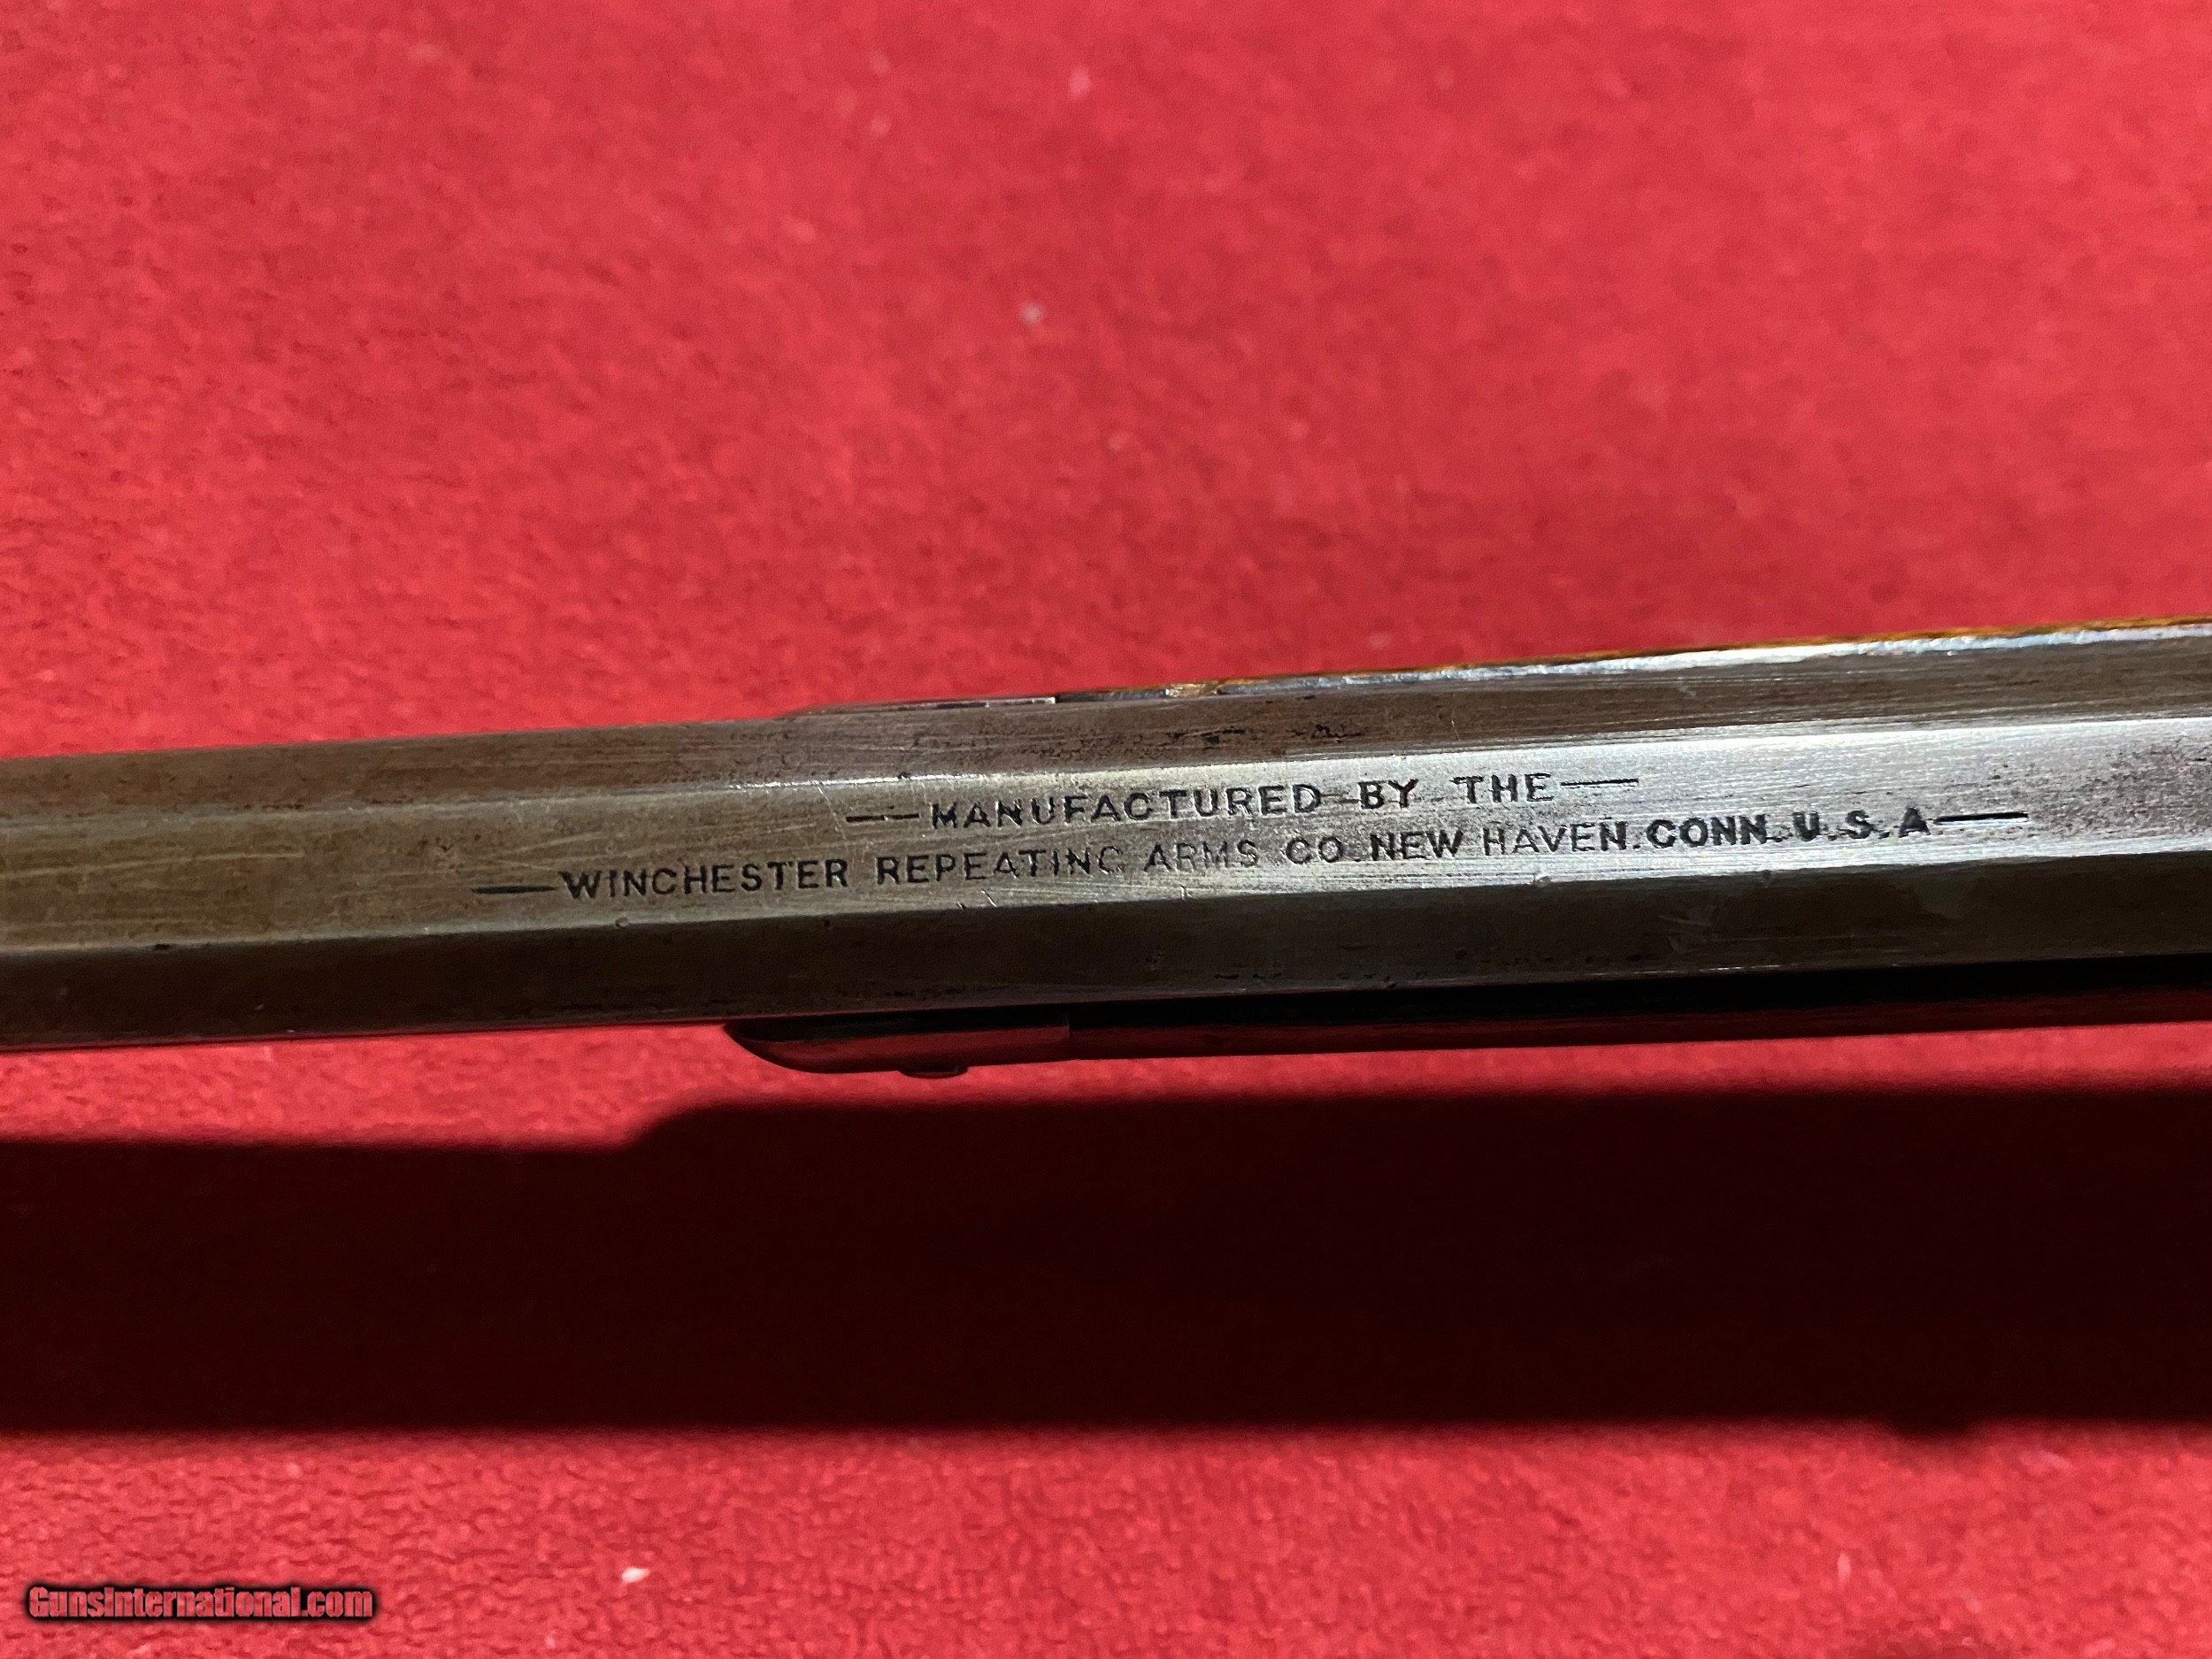 ——MANUFACTURED—BY—THE——
——WINCHESTER REPEATING ARMS CO. NEW HAVEN. CONN. U. S. A——
GunsInternational.com